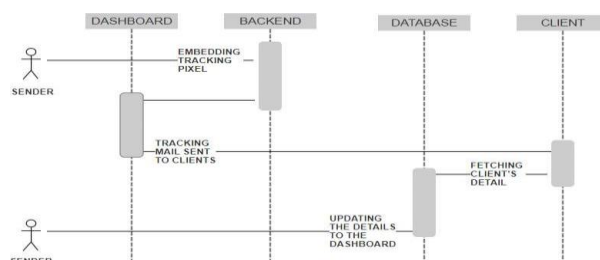 DASHBOARD
BACKEND
DATABASE
CLIENT
EMBEDDING
TRACKING
PIXEL
SENDER
TRACKING
MAIL SENT
TO CLIENTS
FETCHING
CLIENT'S
DETAIL
UPDATING
THE DETAILS
TO THE
DASHBOARD
SENDER